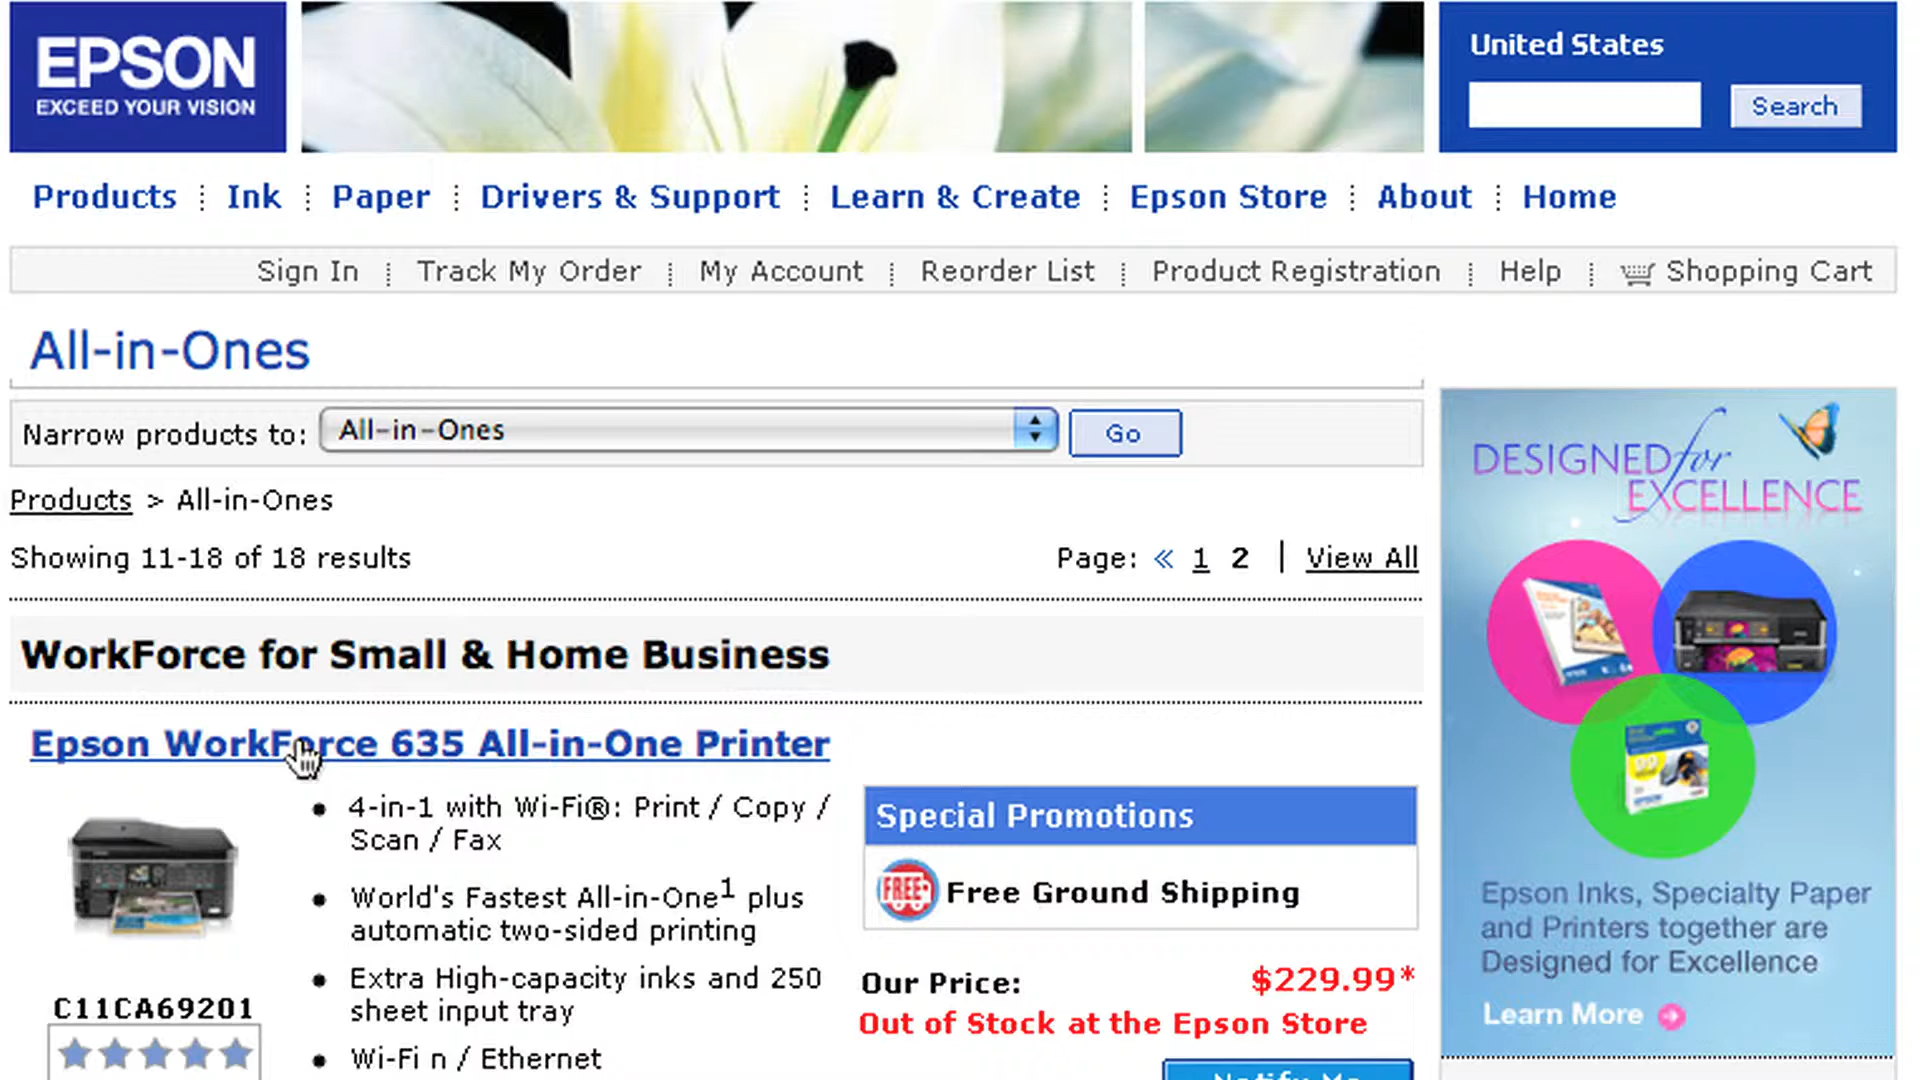 EPSON
EXCEED YOUR VISION
United States
Search
Products Ink Paper Drivers & Support Learn & Create Epson Store About Home
Sign In Track My Order My Account Reorder List Product Registration Help Shopping Cart
All-in-Ones
Narrow products to: All-in-Ones Go
Products > All-in-Ones
Showing 11-18 of 18 results
Page: « 1 2 | View All
WorkForce for Small & Home Business
Epson WorkForce 635 All-in-One Printer
4-in-1 with Wi-Fi®: Print / Copy /
Scan / Fax
World's Fastest All-in-One1 plus
automatic two-sided printing
Extra High-capacity inks and 250
sheet input tray
Wi-Fi n / Ethernet
C11CA69201
Special Promotions
FREE Free Ground Shipping
Our Price: $229.99*
Out of Stock at the Epson Store
Notify Me
DESIGNED for
EXCELLENCE
Epson Inks, Specialty Paper
and Printers together are
Designed for Excellence
Learn More